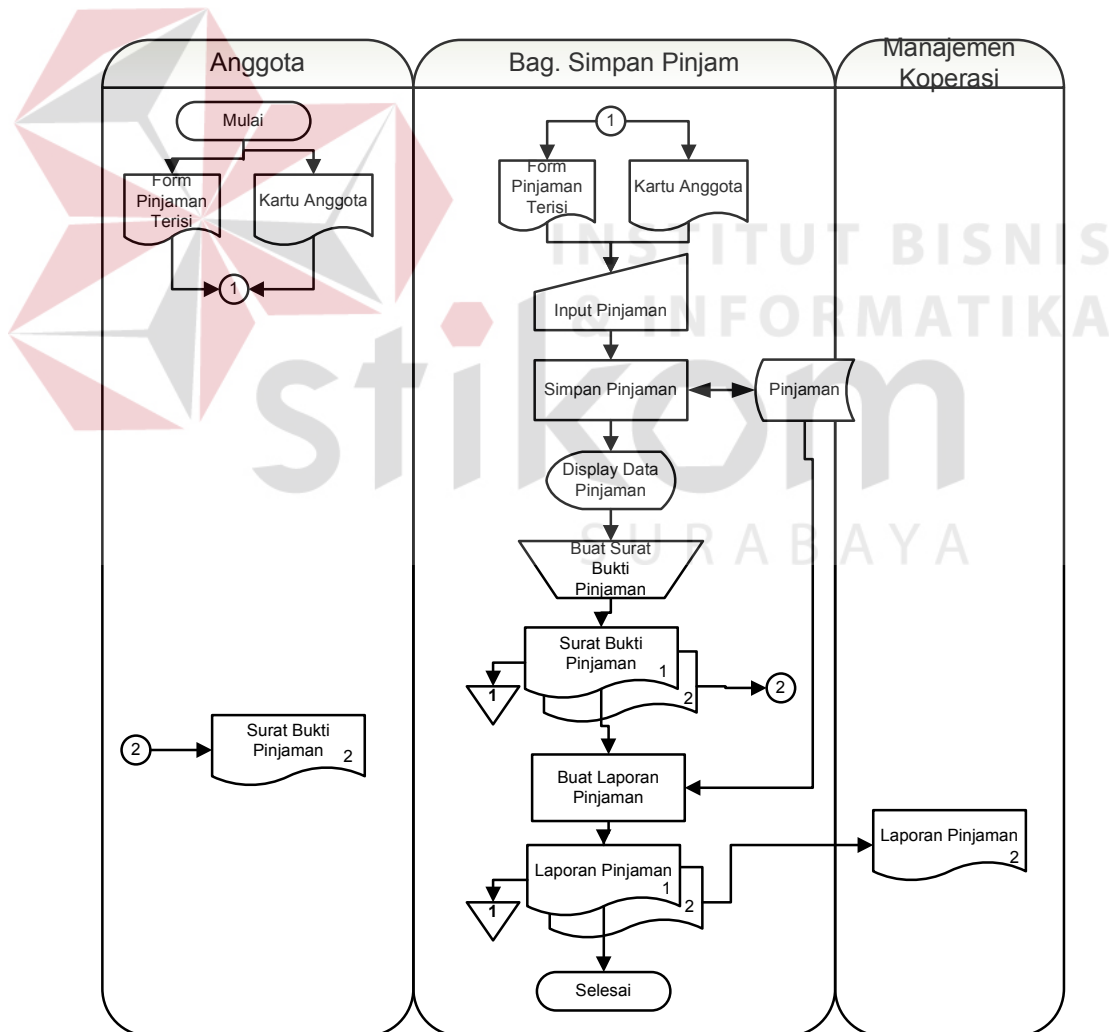 Anggota
Bag. Simpan Pinjam
Manajemen
Koperasi
Mulai
Form
Pinjaman
Terisi
Kartu Anggota
1
1
Form
Pinjaman
Terisi
Kartu Anggota
Input Pinjaman
Simpan Pinjaman
Pinjaman
Display Data
Pinjaman
Buat Surat
Bukti
Pinjaman
Surat Bukti
Pinjaman
1
2
1
2
2
Surat Bukti
Pinjaman
2
Buat Laporan
Pinjaman
Laporan Pinjaman
1
2
1
Laporan Pinjaman
2
Selesai
INSTITUT BISNIS
& INFORMATIKA
stikom
SURABAYA